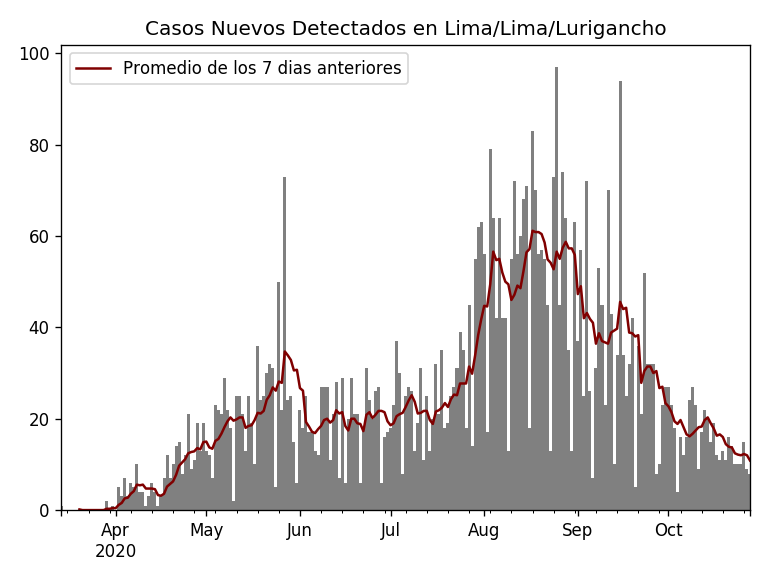 Casos Nuevos Detectados en Lima/Lima/Lurigancho
Promedio de los 7 dias anteriores
100
80
60
40
20
0
Apr May Jun Jul Aug Sep Oct
2020